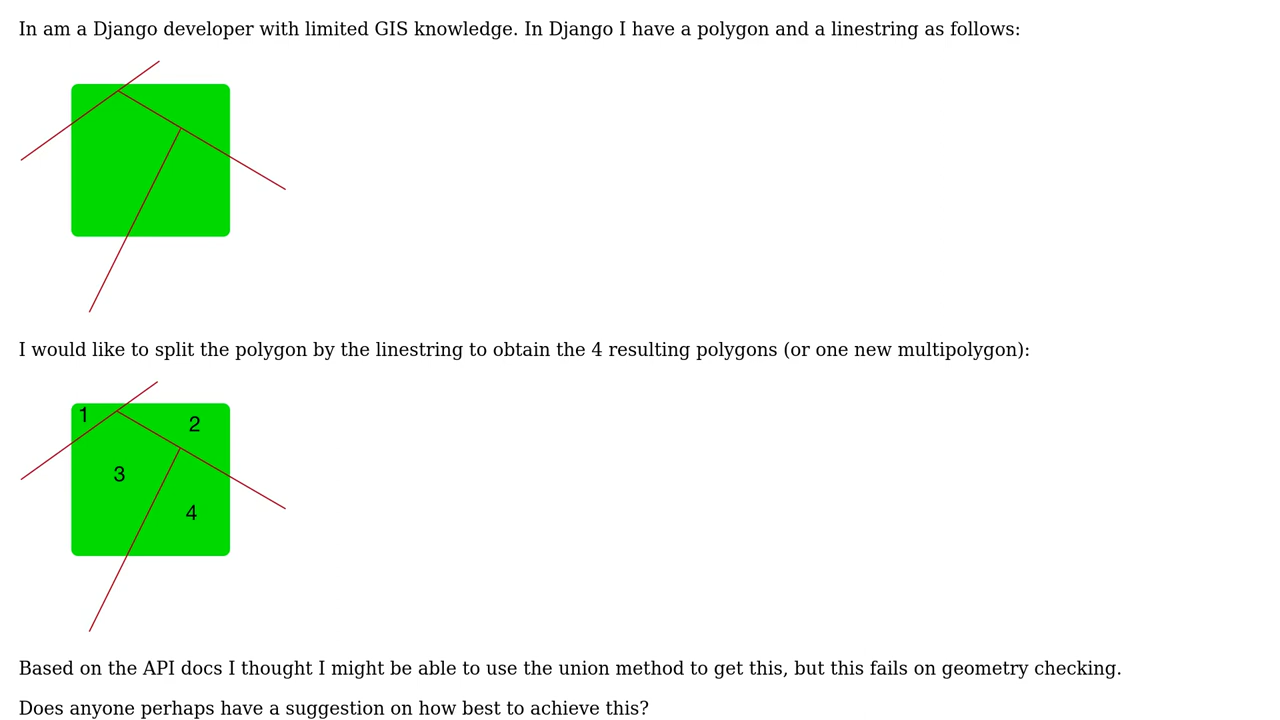 In am a Django developer with limited GIS knowledge. In Django I have a polygon and a linestring as follows:
I would like to split the polygon by the linestring to obtain the 4 resulting polygons (or one new multipolygon):
1
2
3
4
Based on the API docs I thought I might be able to use the union method to get this, but this fails on geometry checking.
Does anyone perhaps have a suggestion on how best to achieve this?